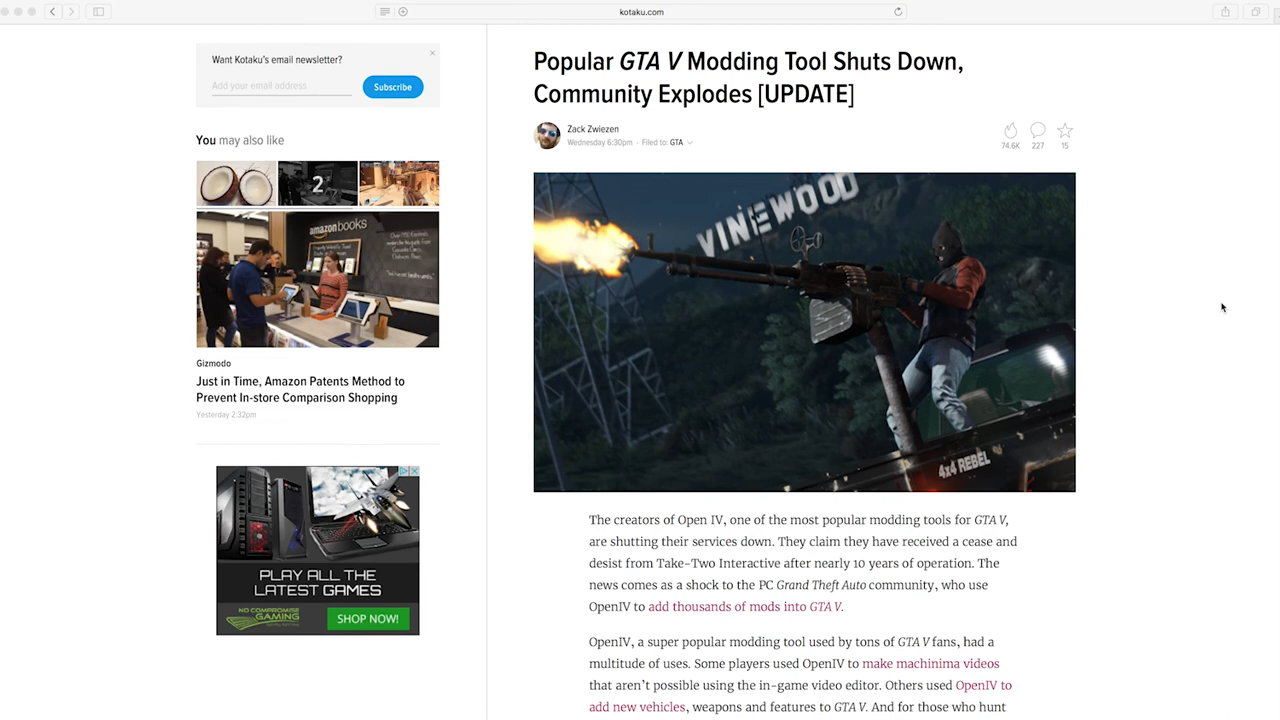 kotaku.com
Want Kotaku's email newsletter?
Add your email address
Subscribe
You may also like
2
amazonbooks
Gizmodo
Just in Time, Amazon Patents Method to
Prevent In-store Comparison Shopping
Yesterday 2:32pm
PLAY ALL THE
LATEST GAMES
NO COMPROMISE
GAMING
SHOP NOW!
Popular GTA V Modding Tool Shuts Down,
Community Explodes [UPDATE]
Zack Zwiezen
Wednesday 6:30pm · Filed to: GTA
74.6K 227 15
VINEWOOD
4x4 REBEL
The creators of Open IV, one of the most popular modding tools for GTA V,
are shutting their services down. They claim they have received a cease and
desist from Take-Two Interactive after nearly 10 years of operation. The
news comes as a shock to the PC Grand Theft Auto community, who use
OpenIV to add thousands of mods into GTA V.
OpenIV, a super popular modding tool used by tons of GTA V fans, had a
multitude of uses. Some players used OpenIV to make machinima videos
that aren't possible using the in-game video editor. Others used OpenIV to
add new vehicles, weapons and features to GTA V. And for those who hunt